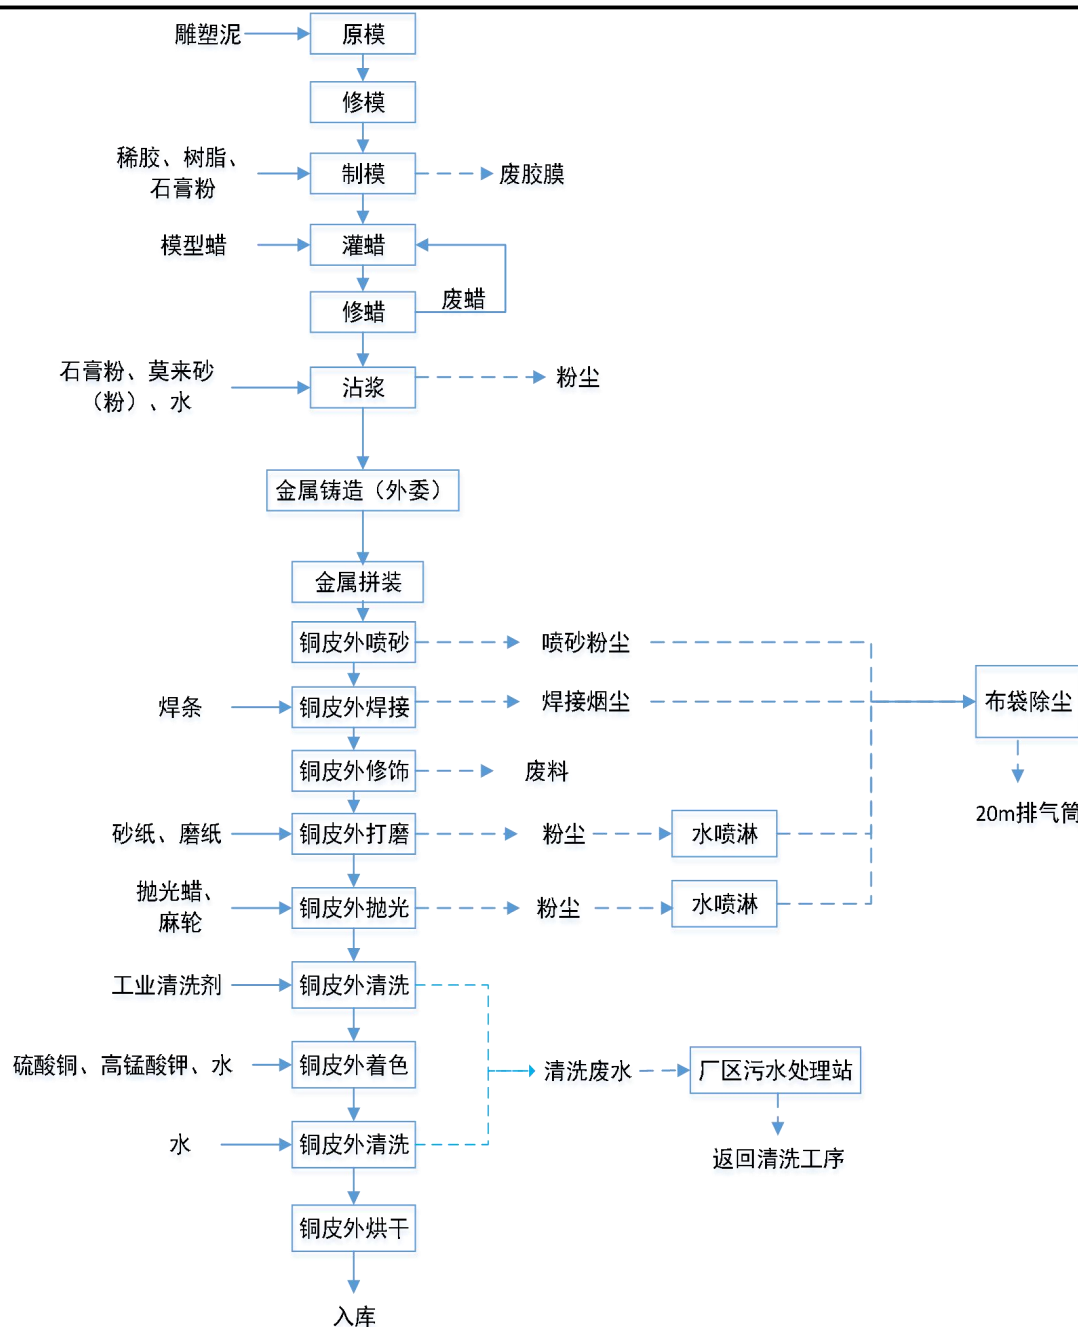 雕塑泥
原模
修模
稀胶、树脂、
石膏粉
制模
废胶膜
模型蜡
灌蜡
修蜡
废蜡
石膏粉、莫来砂
（粉）、水
沾浆
粉尘
金属铸造（外委）
金属拼装
铜皮外喷砂
喷砂粉尘
焊条
铜皮外焊接
焊接烟尘
布袋除尘
铜皮外修饰
废料
20m排气筒
砂纸、磨纸
铜皮外打磨
粉尘
水喷淋
抛光蜡、
麻轮
铜皮外抛光
粉尘
水喷淋
工业清洗剂
铜皮外清洗
硫酸铜、高锰酸钾、水
铜皮外着色
清洗废水
厂区污水处理站
水
铜皮外清洗
返回清洗工序
铜皮外烘干
入库